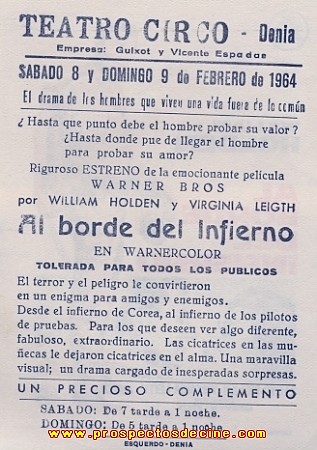 TEATRO CIRCO - Denia
Empresa: Guixot y Vicente Espadas
SABADO 8 y DOMINGO 9 de FEBRERO de 1964
El drama de los hombres que viven una vida fuera de lo común
¿Hasta que punto debe el hombre probar su valor?
¿Hasta donde pue de llegar el hombre
para probar su amor?
Riguroso ESTRENO de la emocionante película
WARNER BROS
por WILLIAM HOLDEN y VIRGINIA LEIGTH
Al borde del Infierno
EN WARNERCOLOR
TOLERADA PARA TODOS LOS PUBLICOS
El terror y el peligro le convirtieron
en un enigma para amigos y enemigos.
Desde el infierno de Corea, al infierno de los pilotos
de pruebas. Para los que deseen ver algo diferente,
fabuloso, extraordinario. Las cicatrices en las mu-
ñecas le dejaron cicatrices en el alma. Una maravilla
visual; un drama cargado de inesperadas sorpresas.
UN PRECIOSO COMPLEMENTO
SABADO: De 7 tarde a 1 noche.
DOMINGO: De 5 tarde a 1 noche
www.prospectosdecine.com
ESQUERDO-DENIA